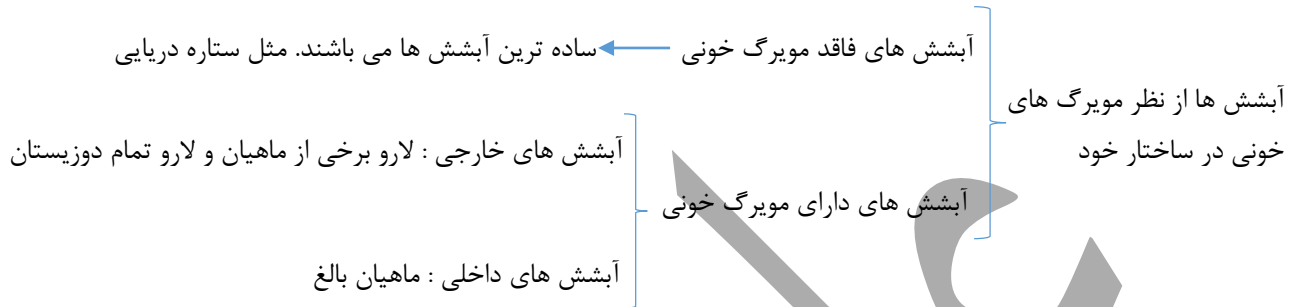 آبشش ها از نظر مویرگ های
خونی در ساختار خود
آبشش های فاقد مویرگ خونی
ساده ترین آبشش ها می باشند. مثل ستاره دریایی
آبشش های دارای مویرگ خونی
آبشش های خارجی : لارو برخی از ماهیان و لارو تمام دوزیستان
آبشش های داخلی : ماهیان بالغ